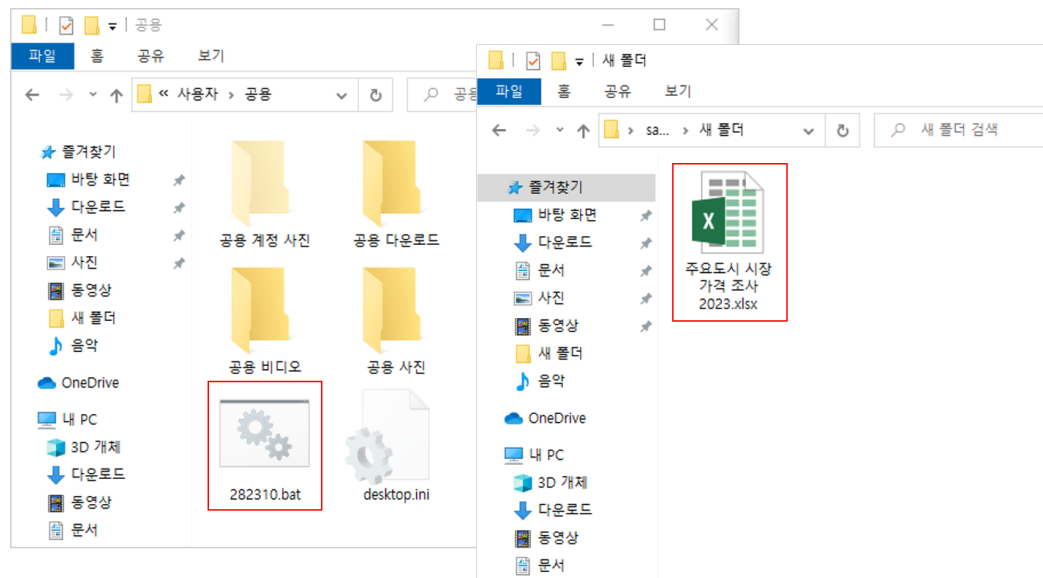 공용
파일 홈 공유 보기
« 사용자 › 공용
공용
즐겨찾기
바탕 화면
다운로드
문서
사진
동영상
새 폴더
음악
OneDrive
내 PC
3D 개체
다운로드
동영상
문서
공용 계정 사진
공용 다운로드
공용 비디오
공용 사진
282310.bat
desktop.ini
새 폴더
파일 홈 공유 보기
› sa... › 새 폴더
새 폴더 검색
즐겨찾기
바탕 화면
다운로드
문서
사진
동영상
새 폴더
음악
OneDrive
내 PC
3D 개체
다운로드
동영상
문서
X
주요도시 시장
가격 조사
2023.xlsx